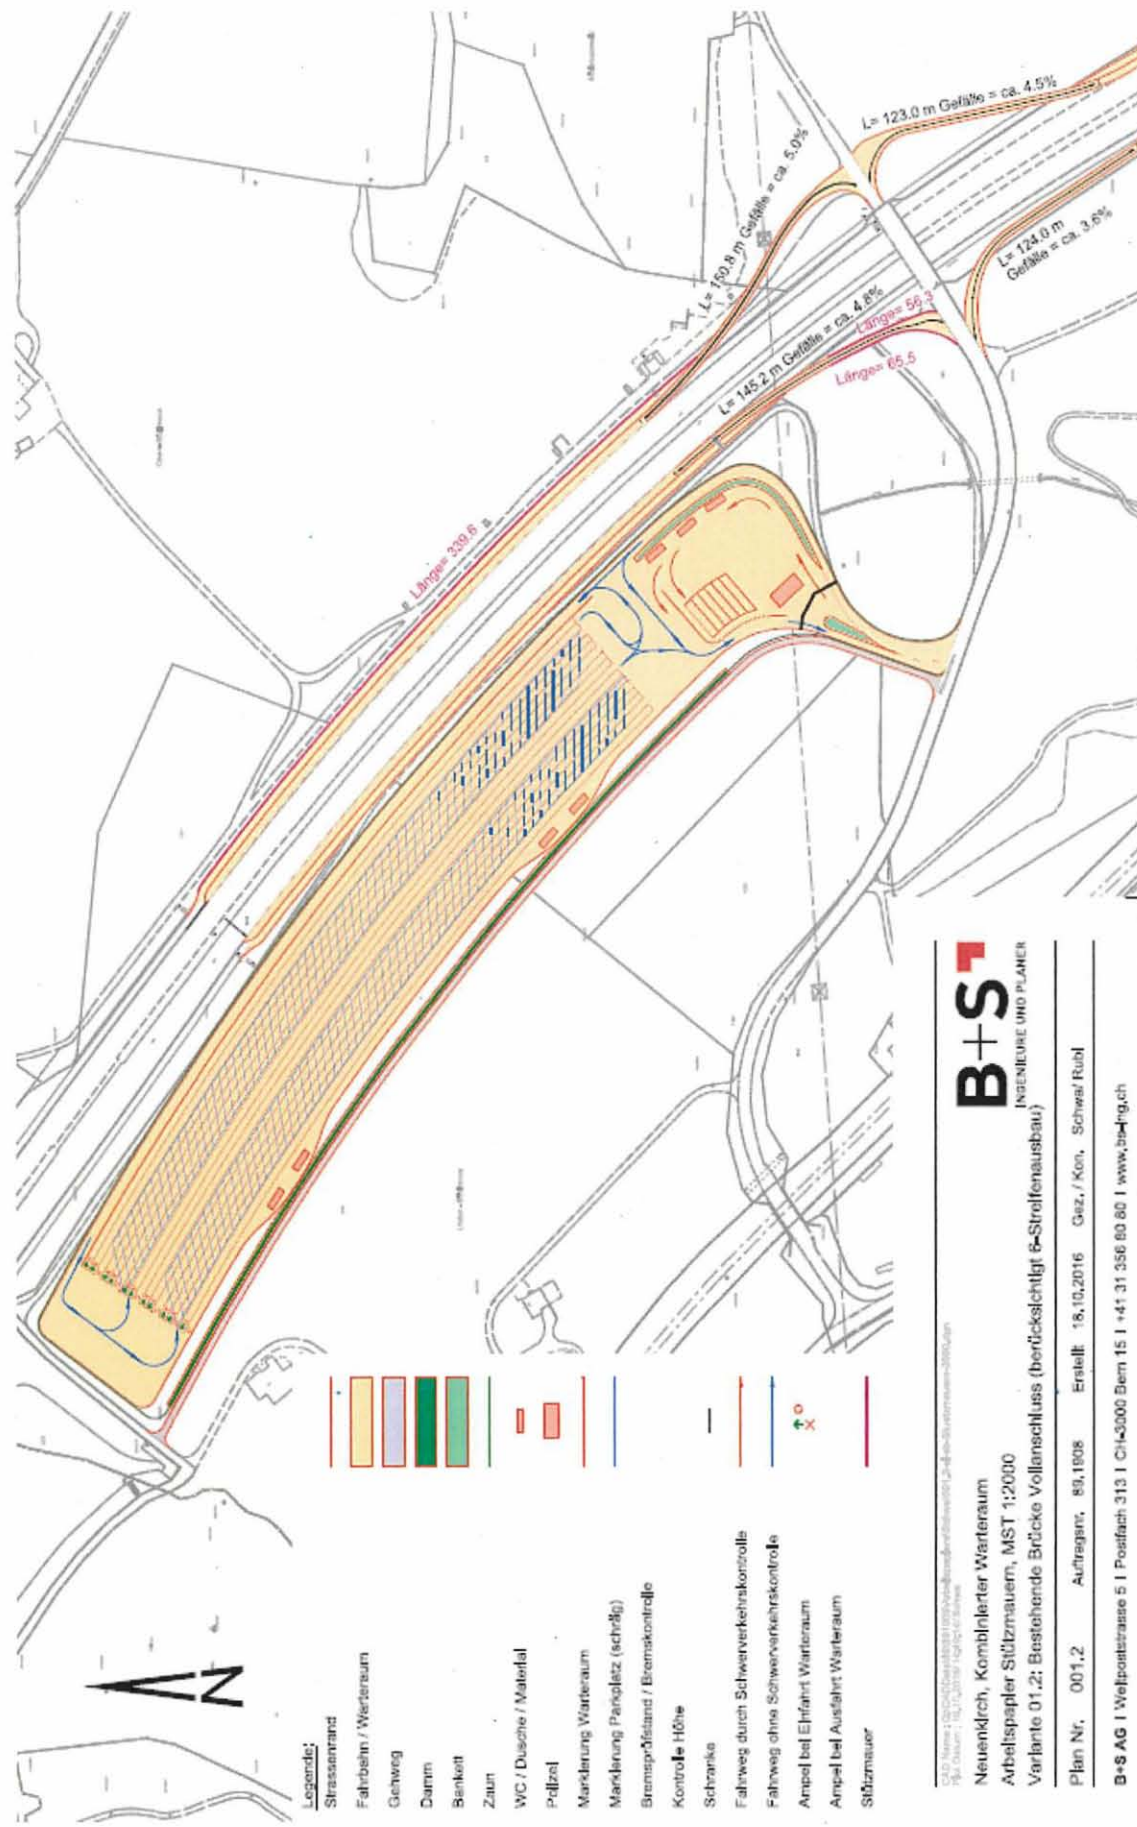 L= 123.0 m Gefälle = ca. 4.5%
L= 150.8 m Gefälle = ca. 5.0%
L= 124.0 m
Gefälle = ca. 3.6%
L= 145.2 m Gefälle = ca. 4.8%
Länge= 56.3
Länge= 65.5
Länge= 339.6
N
Legende:
Strassenrand
Fahrbahn / Warteraum
Gehweg
Damm
Bankett
Zaun
WC / Dusche / Material
Polizei
Markierung Warteraum
Markierung Parkplatz (schräg)
Bremsprüfstand / Bremskontrolle
Kontrolle Höhe
Schranke
Fahrweg durch Schwerverkehrskontrolle
Fahrweg ohne Schwerverkehrskontrolle
Ampel bei Einfahrt Warteraum
Ampel bei Ausfahrt Warteraum
Stützmauer
B+S
INGENIEURE UND PLANER
Neuenkirch, Kombinierter Warteraum
Arbeitspapier Stützmauern, MST 1:2000
Variante 01.2: Bestehende Brücke Vollanschluss (berücksichtigt 6-Streifenausbau)
Plan Nr. 001.2 Auftragsnr. 89.1908 Erstellt 18.10.2016 Gez. / Kon. Schwa/ Rubl
B+S AG I Weltpoststrasse 5 I Postfach 313 I CH-3000 Bern 15 I +41 31 356 80 80 I www.bs-ing.ch